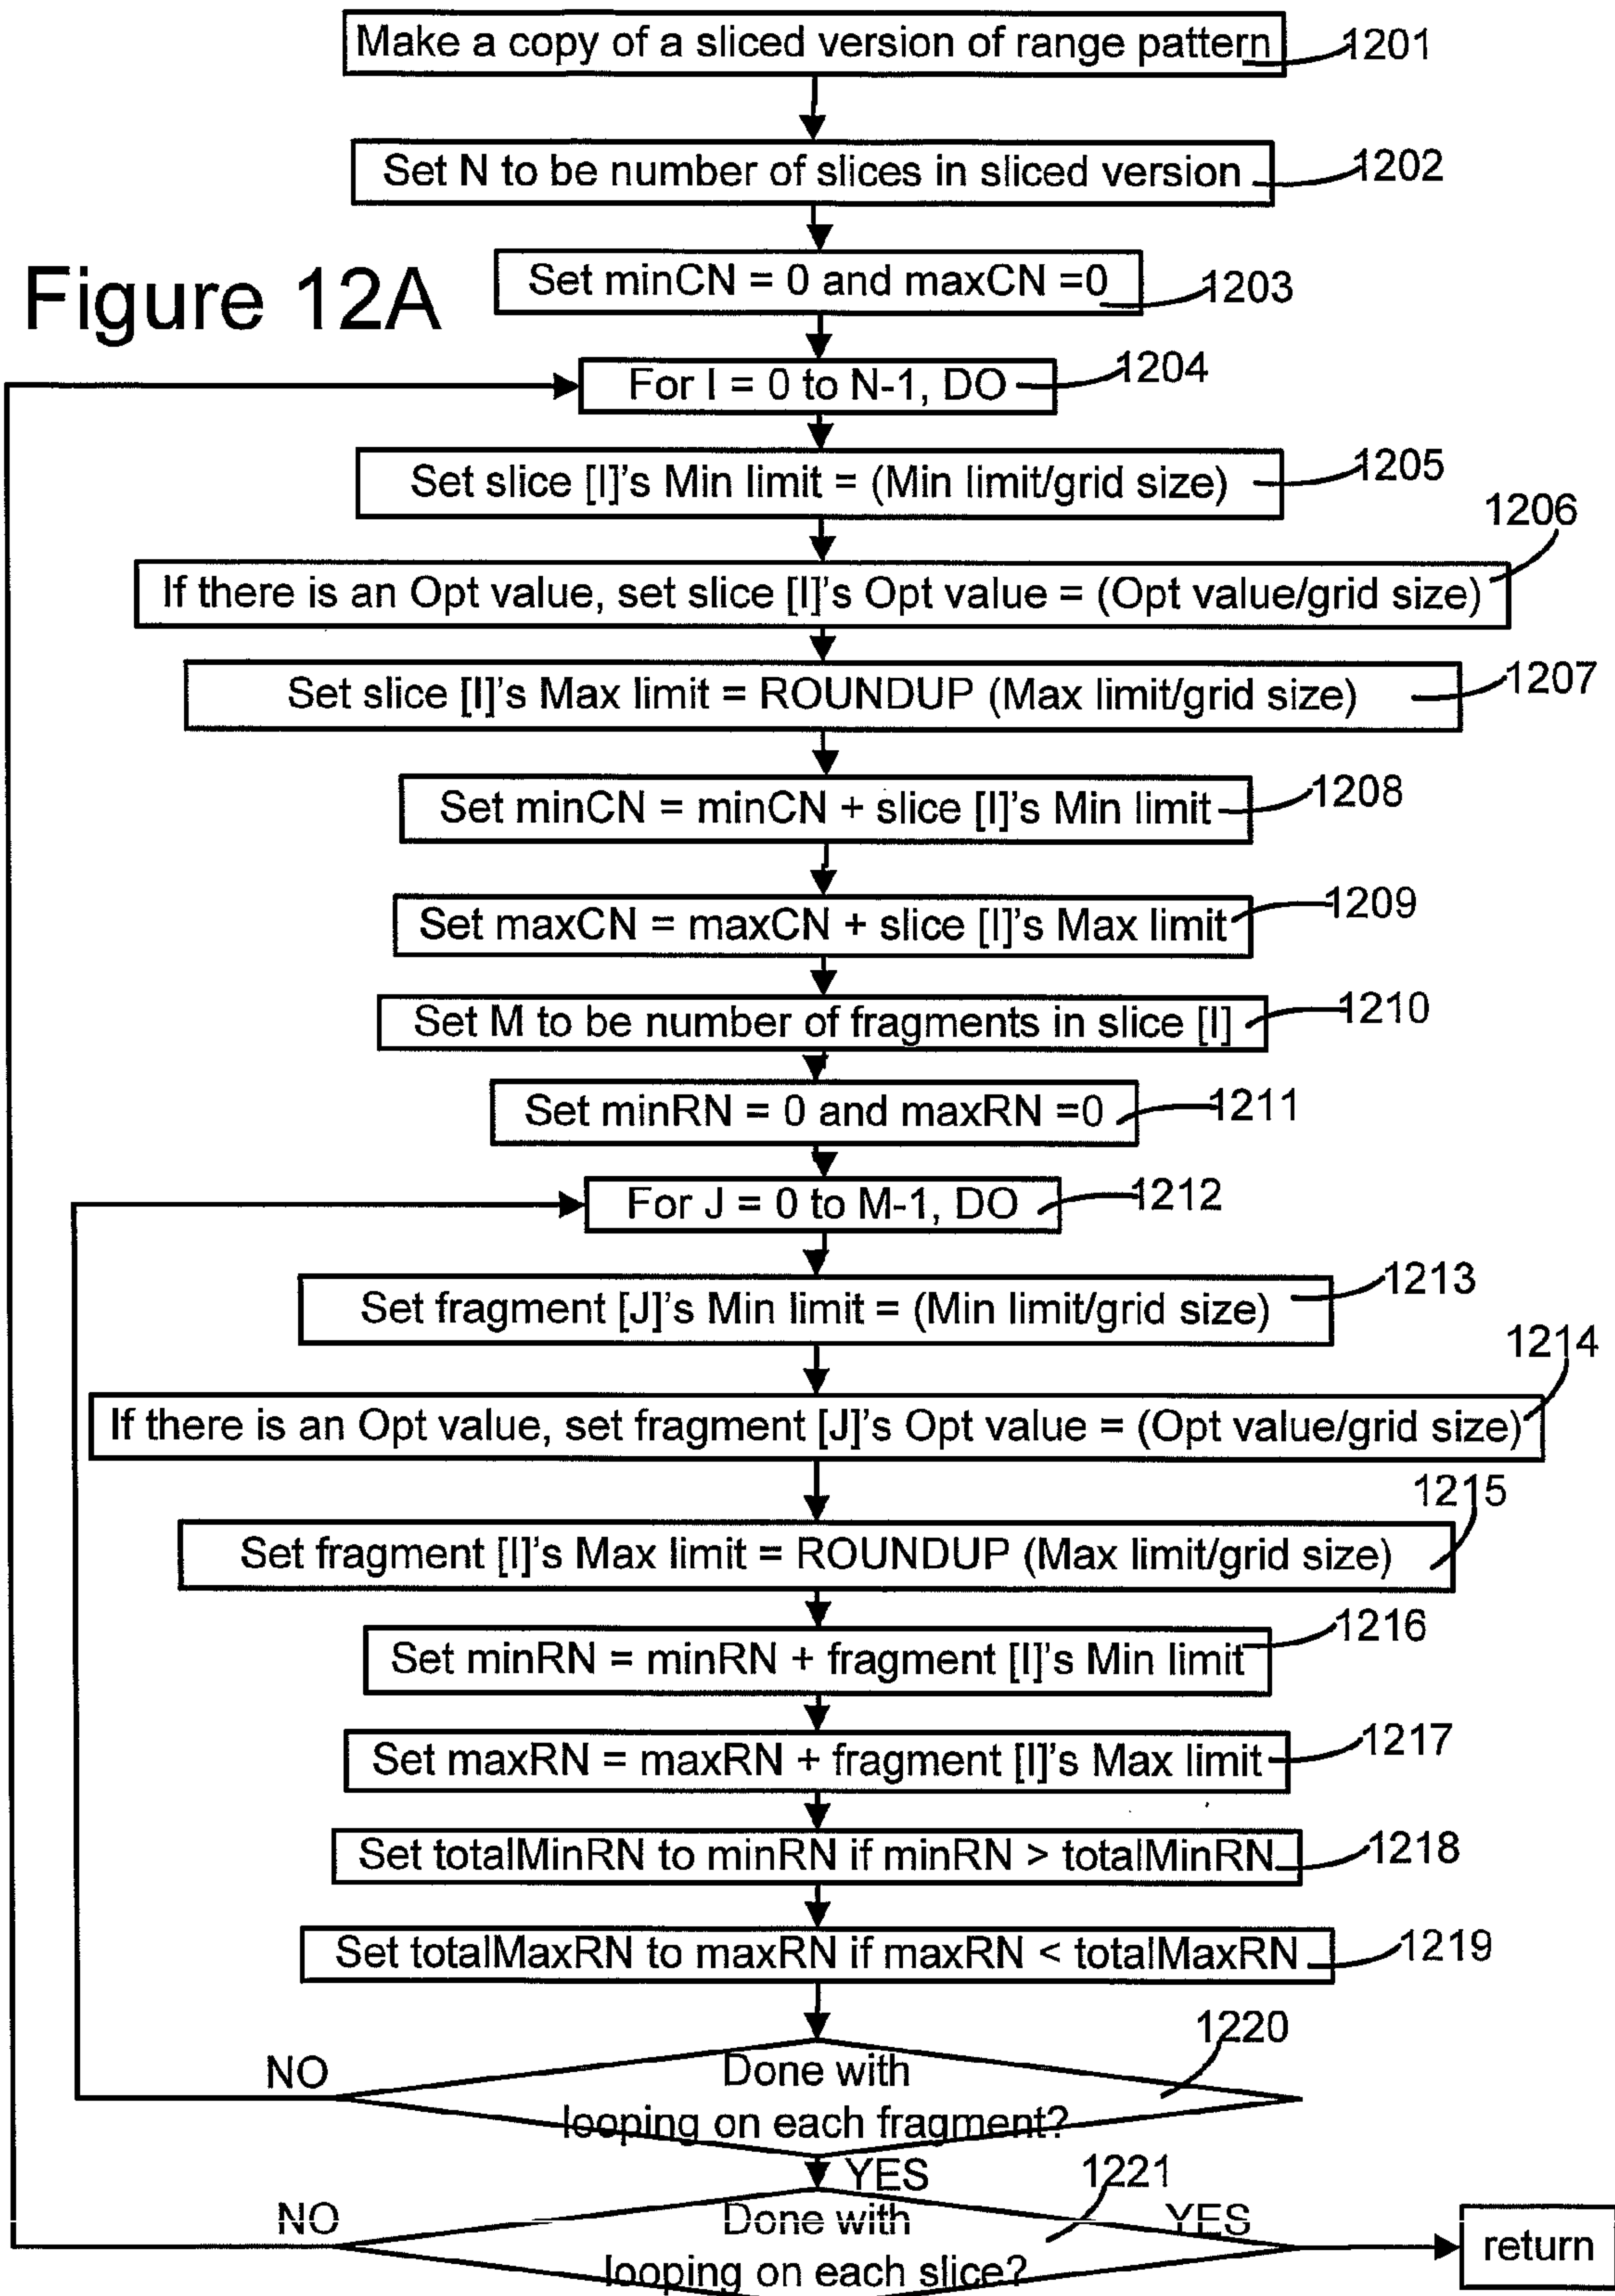 Make a copy of a sliced version of range pattern
1201
Set N to be number of slices in sliced version
1202
Figure 12A
Set minCN = 0 and maxCN =0
1203
For I = 0 to N-1, DO
1204
Set slice [I]'s Min limit = (Min limit/grid size)
1205
1206
If there is an Opt value, set slice [I]'s Opt value = (Opt value/grid size)
Set slice [I]'s Max limit = ROUNDUP (Max limit/grid size)
1207
Set minCN = minCN + slice [I]'s Min limit
1208
Set maxCN = maxCN + slice [I]'s Max limit
1209
Set M to be number of fragments in slice [I]
1210
Set minRN = 0 and maxRN =0
1211
For J = 0 to M-1, DO
1212
Set fragment [J]'s Min limit = (Min limit/grid size)
1213
1214
If there is an Opt value, set fragment [J]'s Opt value = (Opt value/grid size)
1215
Set fragment [I]'s Max limit = ROUNDUP (Max limit/grid size)
Set minRN = minRN + fragment [I]'s Min limit
1216
Set maxRN = maxRN + fragment [I]'s Max limit
1217
Set totalMinRN to minRN if minRN > totalMinRN
1218
Set totalMaxRN to maxRN if maxRN < totalMaxRN
1219
1220
NO
Done with
looping on each fragment?
YES
1221
NO
Done with
looping on each slice?
YES
return